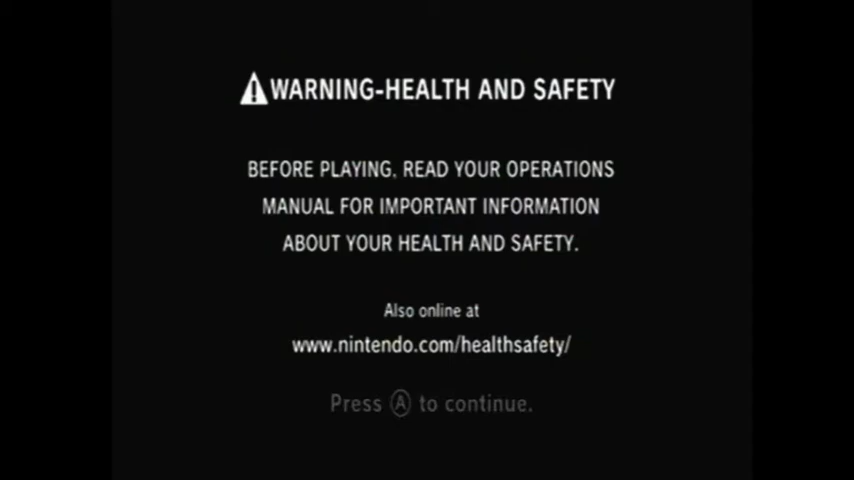 WARNING-HEALTH AND SAFETY
BEFORE PLAYING, READ YOUR OPERATIONS
MANUAL FOR IMPORTANT INFORMATION
ABOUT YOUR HEALTH AND SAFETY.
Also online at
www.nintendo.com/healthsafety/
Press A to continue.